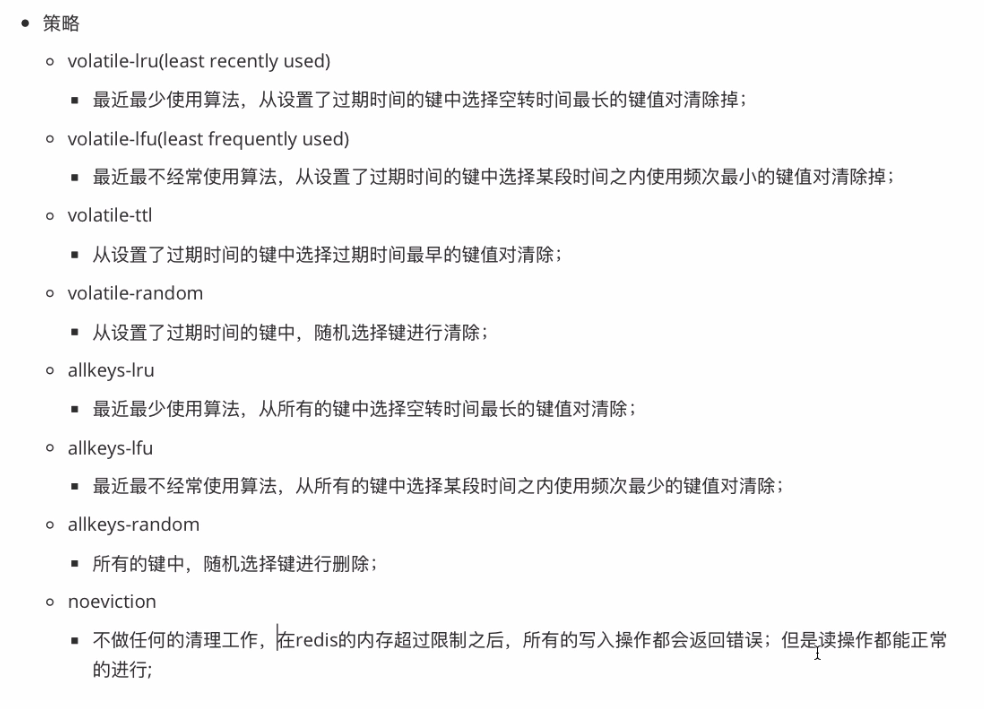 策略
volatile-lru(least recently used)
最近最少使用算法，从设置了过期时间的键中选择空转时间最长的键值对清除掉；
volatile-lfu(least frequently used)
最近最不经常使用算法，从设置了过期时间的键中选择某段时间之内使用频次最小的键值对清除掉；
volatile-ttl
从设置了过期时间的键中选择过期时间最早的键值对清除；
volatile-random
从设置了过期时间的键中，随机选择键进行清除；
allkeys-lru
最近最少使用算法，从所有的键中选择空转时间最长的键值对清除；
allkeys-lfu
最近最不经常使用算法，从所有的键中选择某段时间之内使用频次最少的键值对清除；
allkeys-random
所有的键中，随机选择键进行删除；
noeviction
不做任何的清理工作，在redis的内存超过限制之后，所有的写入操作都会返回错误；但是读操作都能正常
的进行;